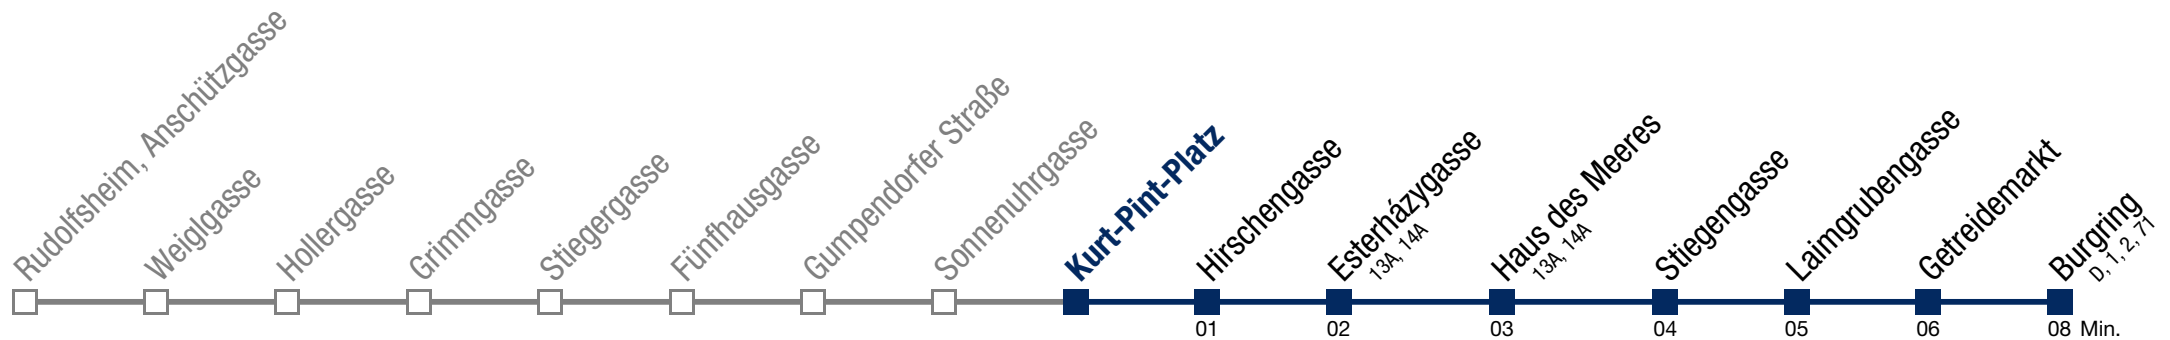 Rudolfsheim, Anschützgasse
Weiglgasse
Hollergasse
Grimmgasse
Stiegergasse
Fünfhausgasse
Gumpendorfer Straße
Sonnenuhrgasse
Kurt-Pint-Platz
Hirschengasse
Esterházygasse
13A, 14A
Haus des Meeres
13A, 14A
Stiegengasse
Laimgrubengasse
Getreidemarkt
Burgring
D, 1, 2, 71
01 02 03 04 05 06 08 Min.